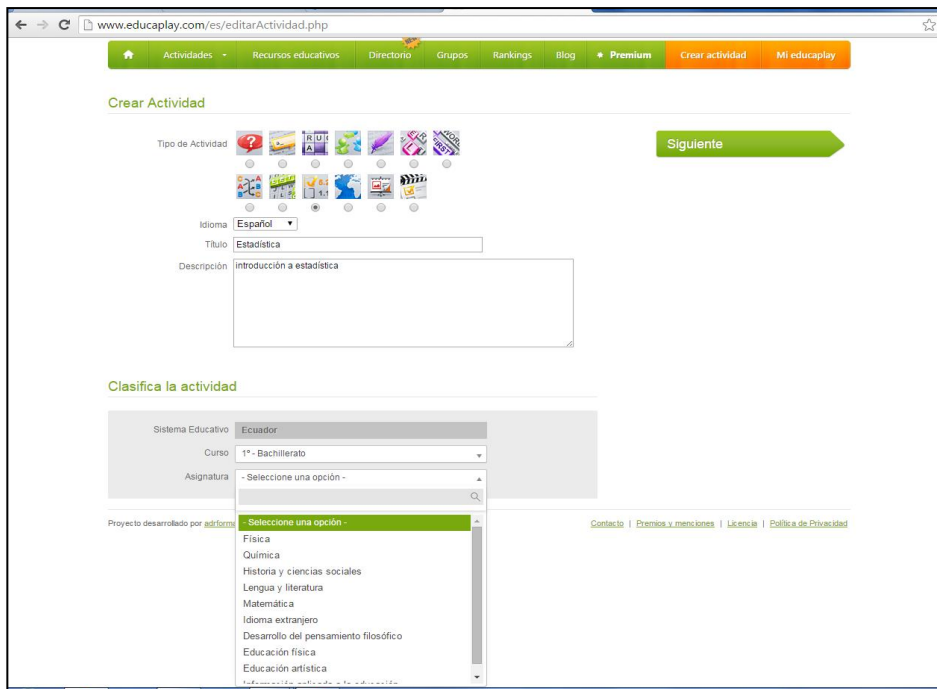 www.educaplay.com/es/editarActividad.php
Actividades Recursos educativos Directorio Grupos Rankings Blog Premium Crear actividad Mi educaplay
Crear Actividad
Tipo de Actividad
Siguiente
Idioma Español
Título Estadística
Descripción introducción a estadística
Clasifica la actividad
Sistema Educativo Ecuador
Curso 1º - Bachillerato
Asignatura - Seleccione una opción -
Proyecto desarrollado por - Seleccione una opción - Contacto | Premios y menciones | Licencia | Política de Privacidad
Física
Química
Historia y ciencias sociales
Lengua y literatura
Matemática
Idioma extranjero
Desarrollo del pensamiento filosófico
Educación física
Educación artística